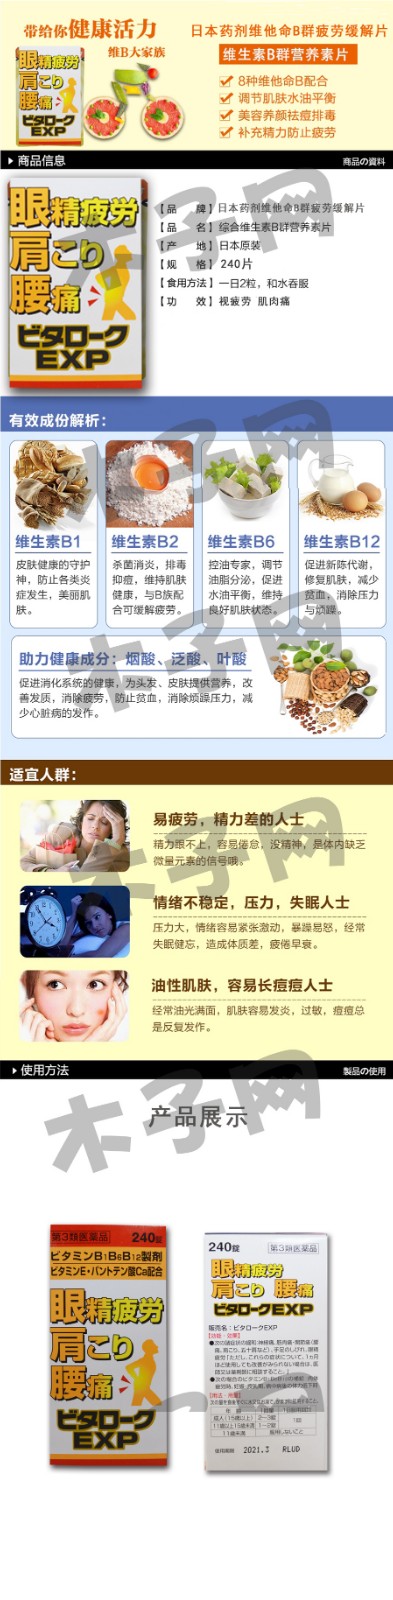 带给你健康活力
维B大家族
眼精疲労
肩こり
腰痛
ビタローク
EXP
日本药剂维他命B群疲劳缓解片
维生素B群营养素片
8种维他命B配合
调节肌肤水油平衡
美容养颜祛痘排毒
补充精力防止疲劳
商品信息
商品の資料
眼精疲労
肩こり
腰痛
ビタローク
EXP
【品 牌】日本药剂维他命B群疲劳缓解片
【品 名】综合维生素B群营养素片
【产 地】日本原装
【规 格】240片
【食用方法】一日2粒，和水吞服
【功 效】视疲劳 肌肉痛
木子网
有效成份解析：
维生素B1
皮肤健康的守护
神，防止各类炎
症发生，美丽肌
肤。
维生素B2
杀菌消炎，排毒
抑痘，维持肌肤
健康，与B族配
合可缓解疲劳。
维生素B6
控油专家，调节
油脂分泌，促进
水油平衡，维持
良好肌肤状态。
维生素B12
促进新陈代谢，
修复肌肤，减少
贫血，消除压力
与烦躁。
木子网
助力健康成分：烟酸、泛酸、叶酸
促进消化系统的健康，为头发、皮肤提供营养，改
善发质，消除疲劳，防止贫血，消除烦躁压力，减
少心脏病的发作。
木子网
适宜人群：
易疲劳，精力差的人士
精力跟不上，容易倦怠，没精神，是体内缺乏
微量元素的信号哦。
木子网
情绪不稳定，压力，失眠人士
压力大，情绪容易紧张激动，暴躁易怒，经常
失眠健忘，造成体质差，疲倦早衰。
油性肌肤，容易长痘痘人士
经常油光满面，肌肤容易发炎，过敏，痘痘总
是反复发作。
使用方法
製品の使用
木子网
产品展示
第3類医薬品 240錠
ビタミンB1B6B12製剤
ビタミンE・パントテン酸Ca配合
眼精疲労
肩こり
腰痛
ビタローク
EXP
240錠 第3類医薬品
眼精疲労
肩こり 腰痛
ビタロークEXP
販売名：ビタロークEXP
【効能・効果】
【用法・用量】
使用期限 2021. RLUD